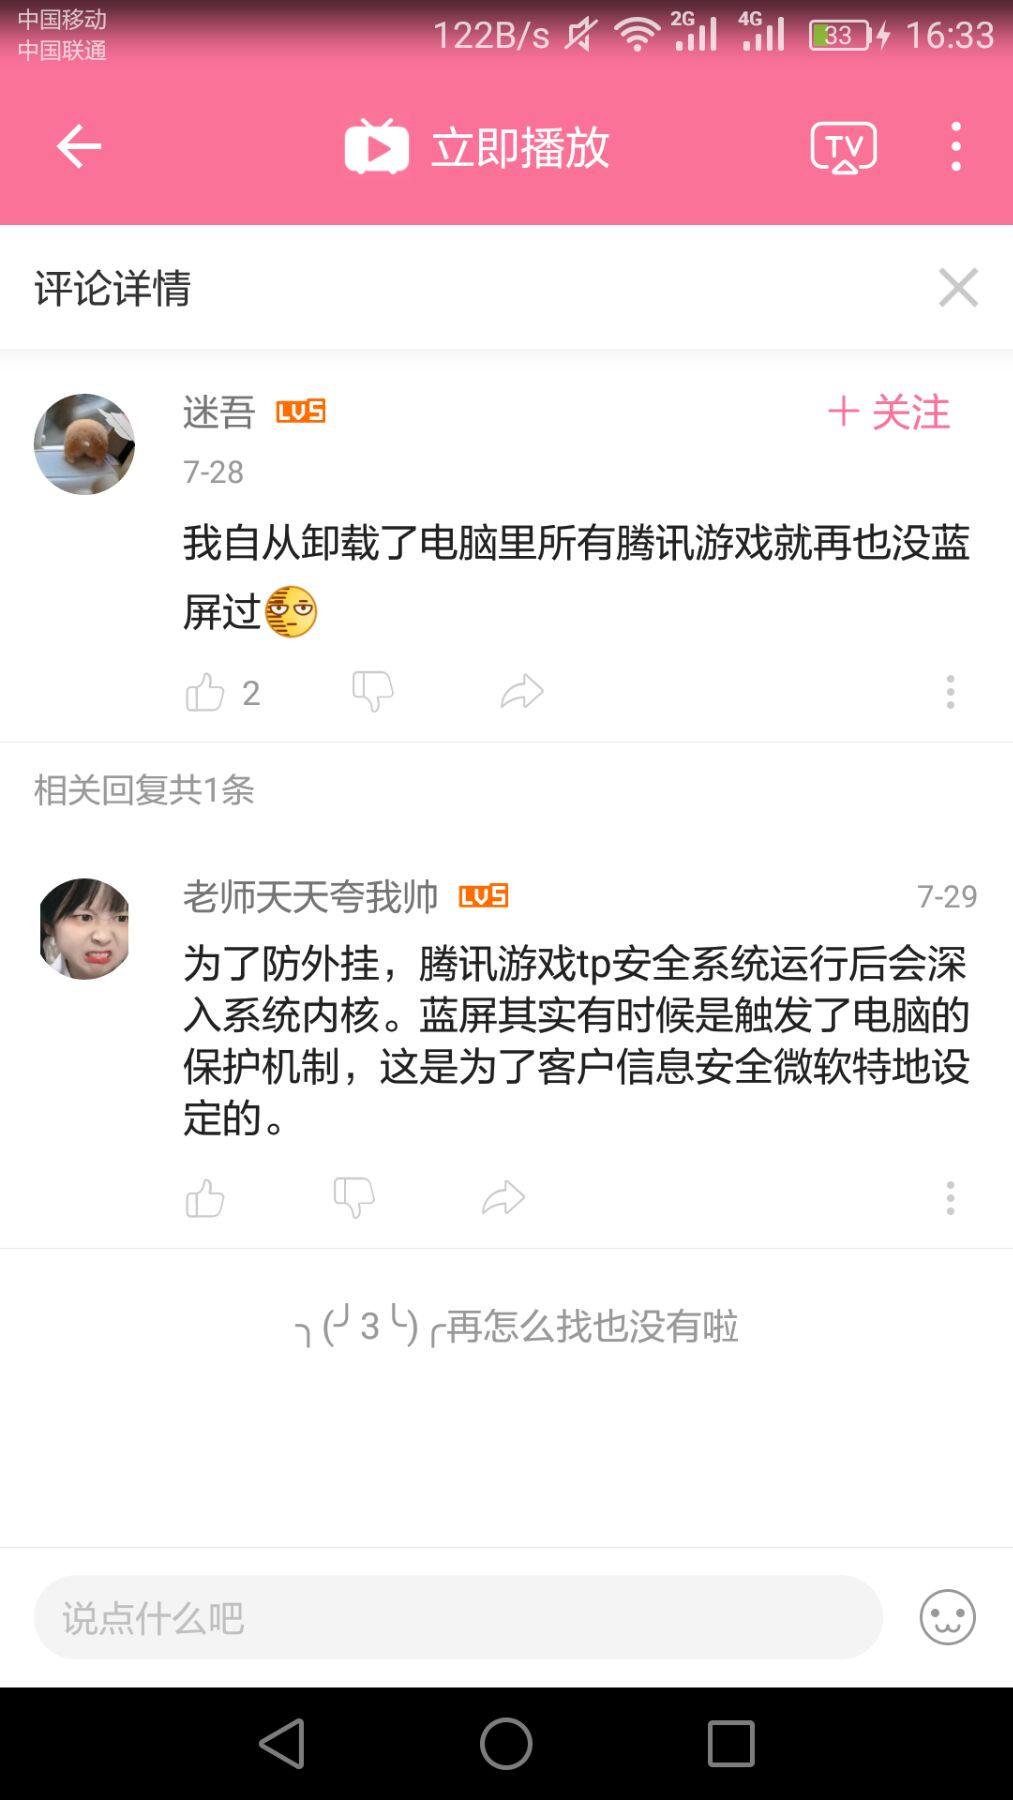 中国移动
中国联通
122B/s 2G 4G 33 16:33
立即播放 TV
评论详情
迷吾 LV5 + 关注
7-28
我自从卸载了电脑里所有腾讯游戏就再也没蓝
屏过
2
相关回复共1条
老师天天夸我帅 LV5 7-29
为了防外挂，腾讯游戏tp安全系统运行后会深
入系统内核。蓝屏其实有时候是触发了电脑的
保护机制，这是为了客户信息安全微软特地设
定的。
╮(╯3╰)╭再怎么找也没有啦
说点什么吧